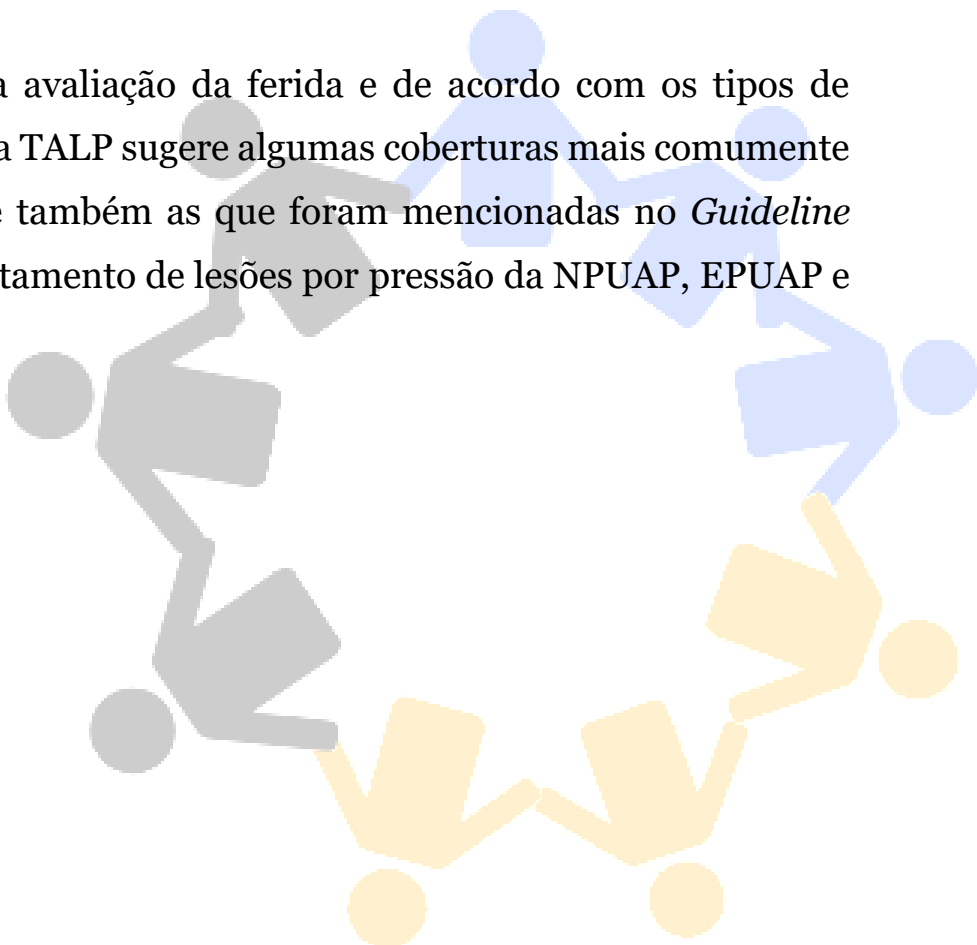 a avaliação da ferida e de acordo com os tipos de
a TALP sugere algumas coberturas mais comumente
e também as que foram mencionadas no Guideline
tamento de lesões por pressão da NPUAP, EPUAP e